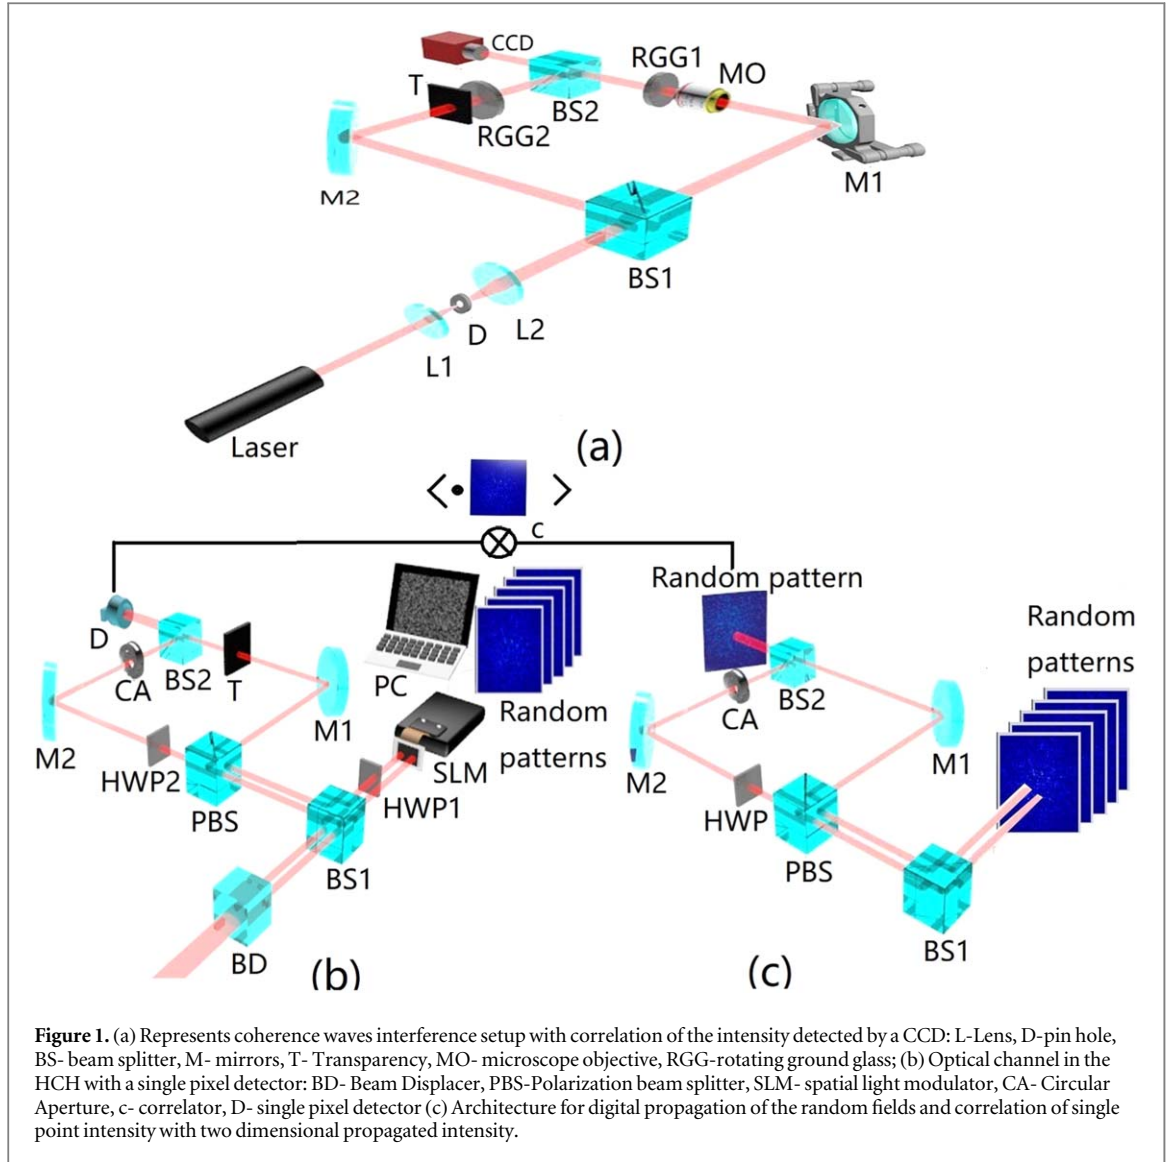 CCD
RGG1
MO
T
BS2
RGG2
M2
M1
BS1
D
L2
L1
Laser
(a)
< • >
c
Random pattern
Random
patterns
D
CA
BS2
T
PC
M1
Random
patterns
M2
HWP2
SLM
HWP1
PBS
BS1
BD
(b)
CA
BS2
M2
M1
HWP
PBS
BS1
(c)
Figure 1. (a) Represents coherence waves interference setup with correlation of the intensity detected by a CCD: L-Lens, D-pin hole,
BS- beam splitter, M- mirrors, T- Transparency, MO- microscope objective, RGG-rotating ground glass; (b) Optical channel in the
HCH with a single pixel detector: BD- Beam Displacer, PBS-Polarization beam splitter, SLM- spatial light modulator, CA- Circular
Aperture, c- correlator, D- single pixel detector (c) Architecture for digital propagation of the random fields and correlation of single
point intensity with two dimensional propagated intensity.